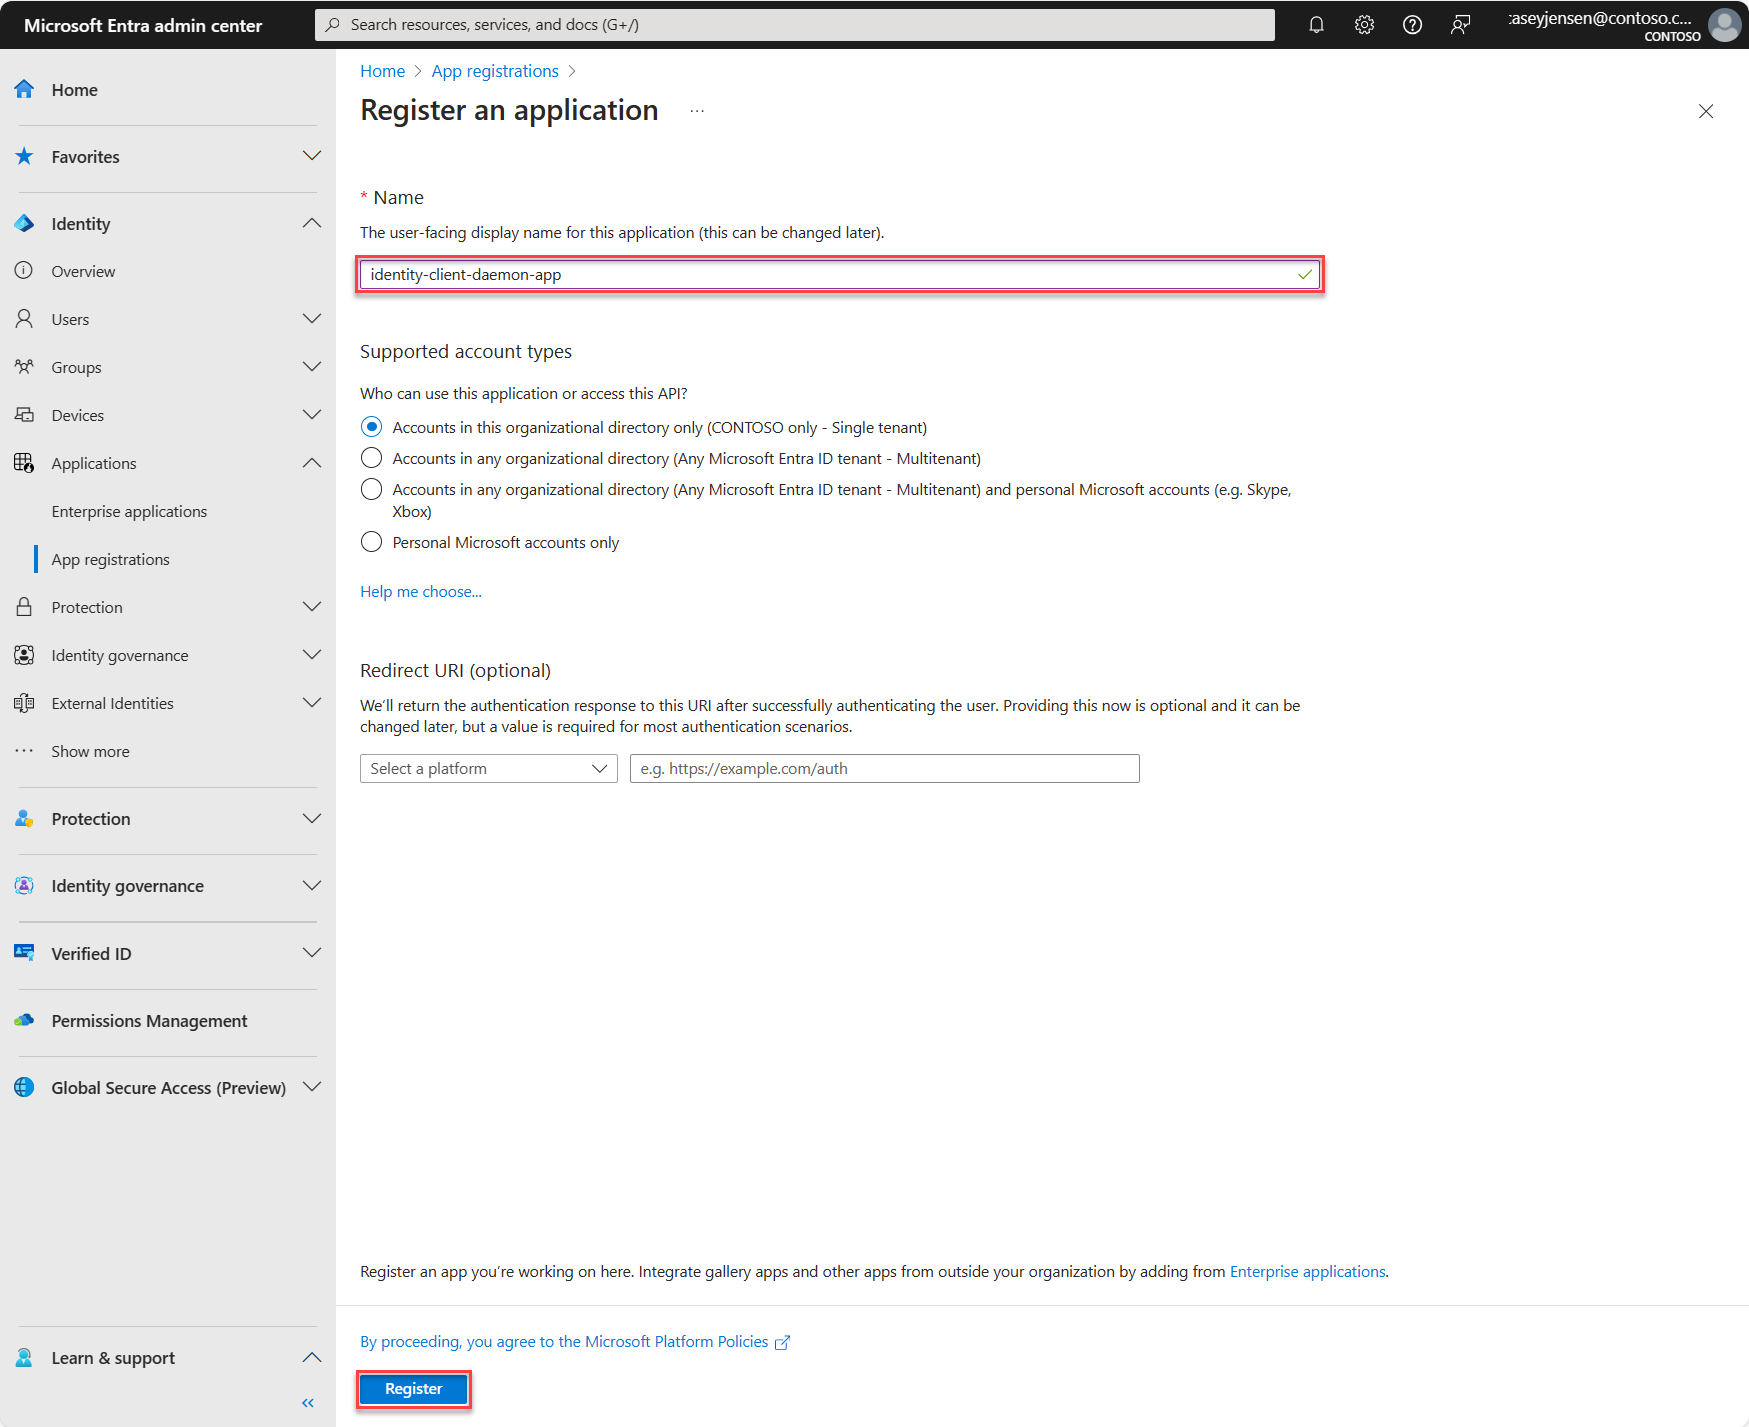 Microsoft Entra admin center
Search resources, services, and docs (G+/)
:aseyjensen@contoso.c...
CONTOSO
Home
Favorites
Identity
Overview
Users
Groups
Devices
Applications
Enterprise applications
App registrations
Protection
Identity governance
External Identities
Show more
Protection
Identity governance
Verified ID
Permissions Management
Global Secure Access (Preview)
Learn & support
Home > App registrations >
Register an application ...
* Name
The user-facing display name for this application (this can be changed later).
identity-client-daemon-app
Supported account types
Who can use this application or access this API?
Accounts in this organizational directory only (CONTOSO only - Single tenant)
Accounts in any organizational directory (Any Microsoft Entra ID tenant - Multitenant)
Accounts in any organizational directory (Any Microsoft Entra ID tenant - Multitenant) and personal Microsoft accounts (e.g. Skype,
Xbox)
Personal Microsoft accounts only
Help me choose...
Redirect URI (optional)
We'll return the authentication response to this URI after successfully authenticating the user. Providing this now is optional and it can be
changed later, but a value is required for most authentication scenarios.
Select a platform
e.g. https://example.com/auth
Register an app you're working on here. Integrate gallery apps and other apps from outside your organization by adding from Enterprise applications.
By proceeding, you agree to the Microsoft Platform Policies
Register